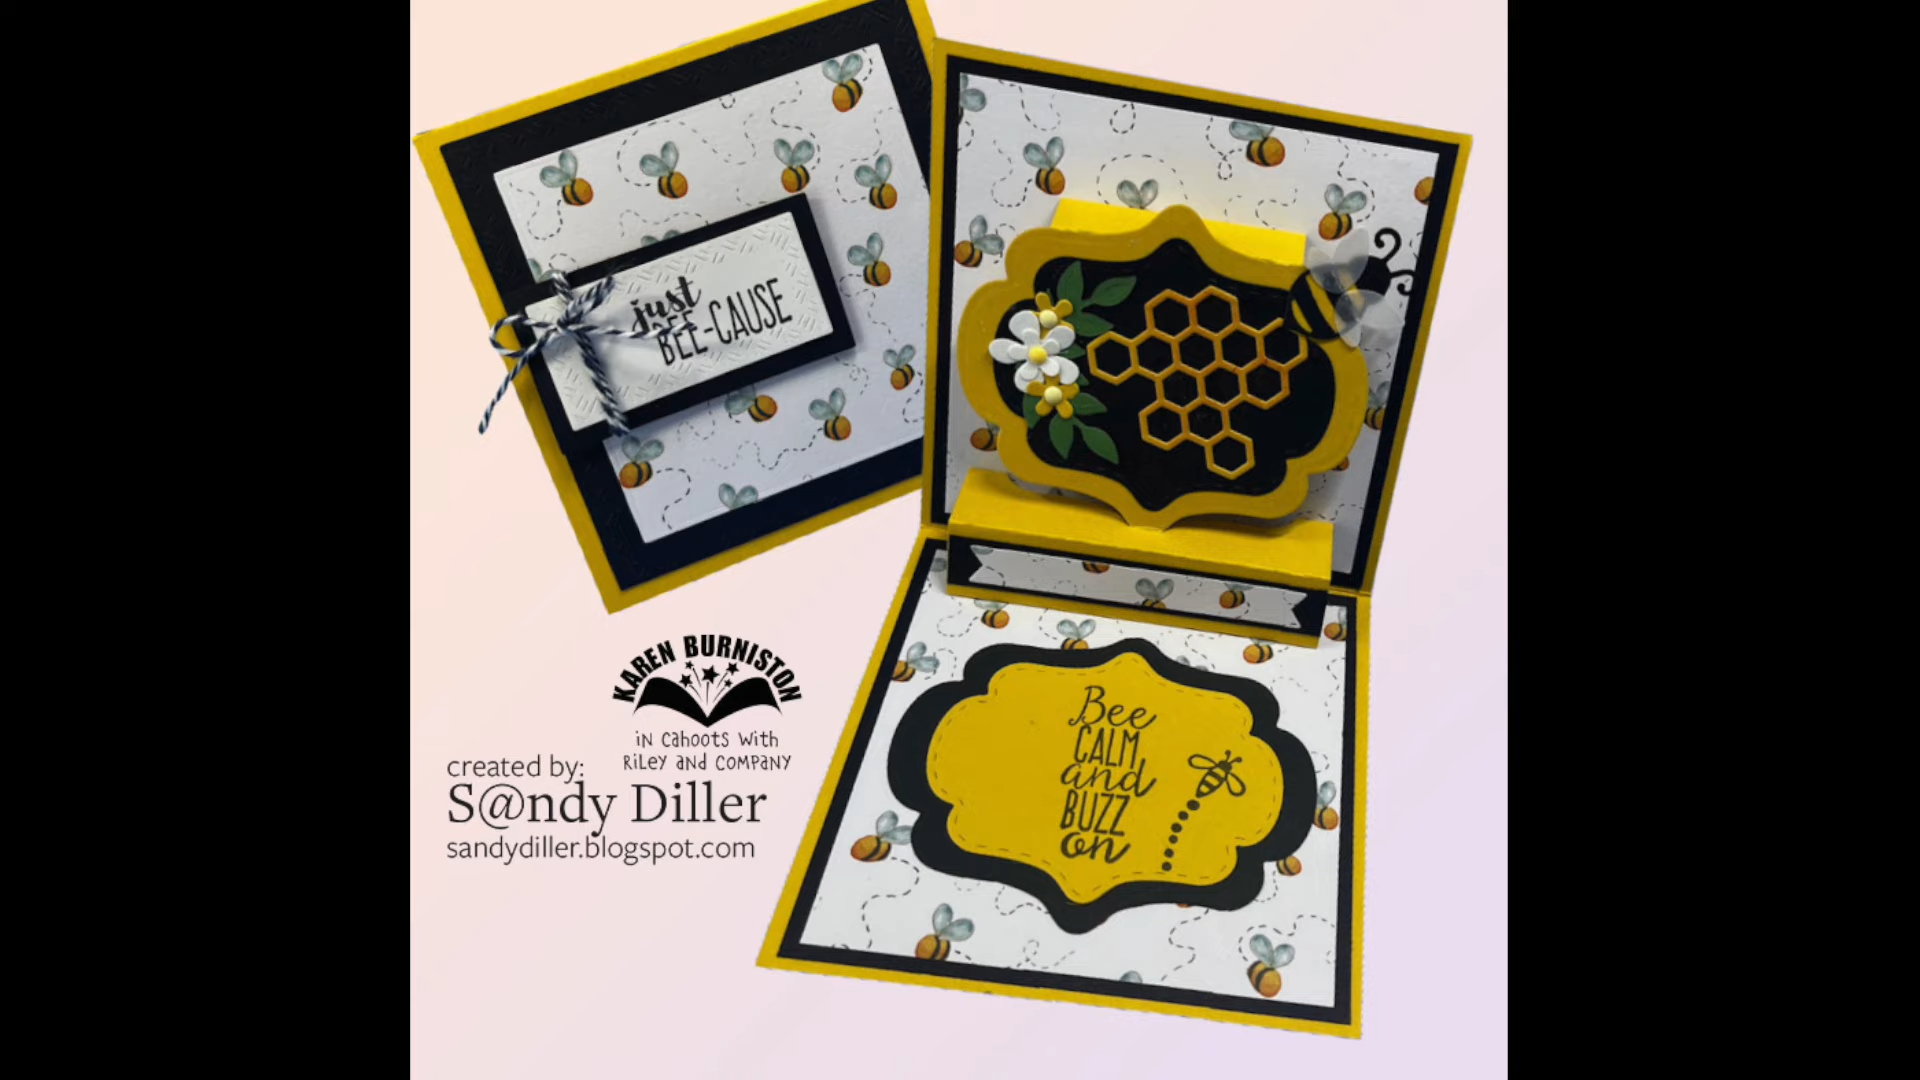 just
BEE-CAUSE
KAREN BURNISTON
iN CaHOOTS WiTH
RiLEY aND COMPaNY
created by:
S@ndy Diller
sandydiller.blogspot.com
Bee
CALM
and
BUZZ
on